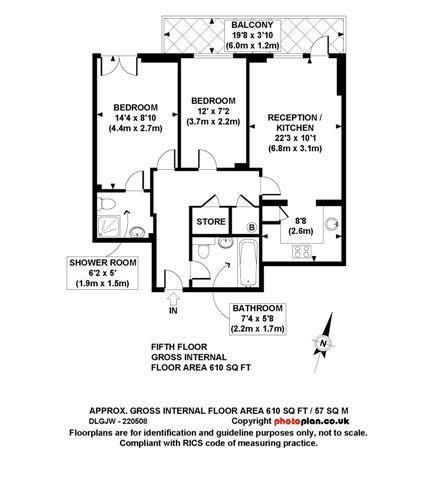 BALCONY
19'8 x 3'10
(6.0m x 1.2m)
BEDROOM
14'4 x 8'10
(4.4m x 2.7m)
BEDROOM
12' x 7'2
(3.7m x 2.2m)
RECEPTION /
KITCHEN
22'3 x 10'1
(6.8m x 3.1m)
STORE
B
8'8
(2.6m)
SHOWER ROOM
6'2 x 5'
(1.9m x 1.5m)
IN
BATHROOM
7'4 x 5'8
(2.2m x 1.7m)
N
FIFTH FLOOR
GROSS INTERNAL
FLOOR AREA 610 SQ FT
APPROX. GROSS INTERNAL FLOOR AREA 610 SQ FT / 57 SQ M
DLGJW - 220508 Copyright photoplan.co.uk
Floorplans are for identification and guideline purposes only, not to scale.
Compliant with RICS code of measuring practice.